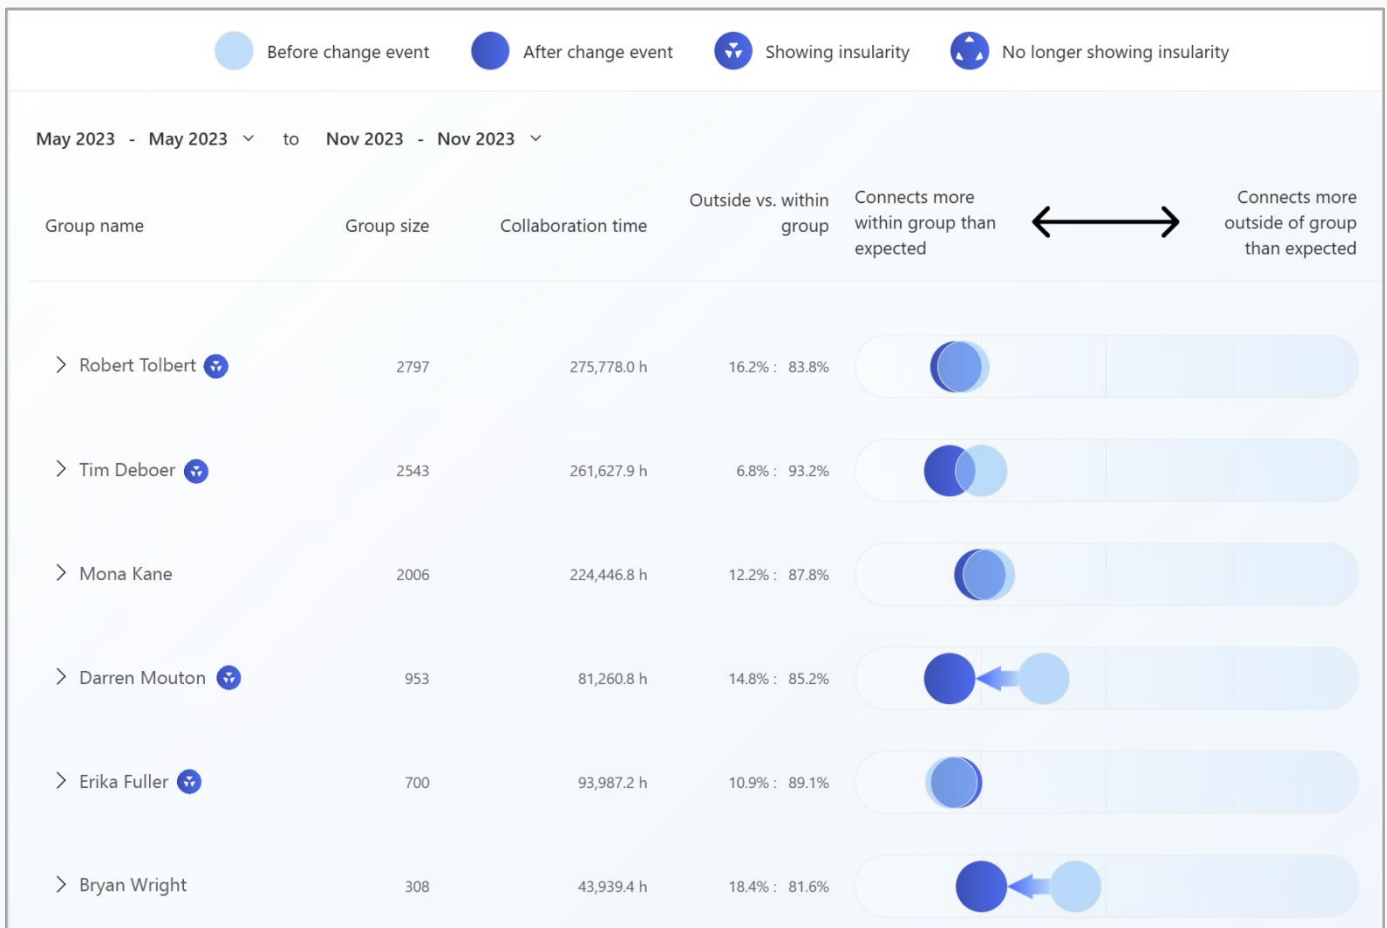 Before change event After change event Showing insularity No longer showing insularity
May 2023 - May 2023 to Nov 2023 - Nov 2023
Group name Group size Collaboration time Outside vs. within group Connects more within group than expected Connects more outside of group than expected
Robert Tolbert 2797 275,778.0 h 16.2% : 83.8%
Tim Deboer 2543 261,627.9 h 6.8% : 93.2%
Mona Kane 2006 224,446.8 h 12.2% : 87.8%
Darren Mouton 953 81,260.8 h 14.8% : 85.2%
Erika Fuller 700 93,987.2 h 10.9% : 89.1%
Bryan Wright 308 43,939.4 h 18.4% : 81.6%